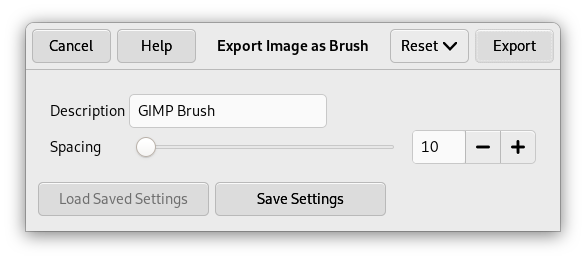 Cancel Help Export Image as Brush Reset Export
Description GIMP Brush
Spacing 10
Load Saved Settings Save Settings